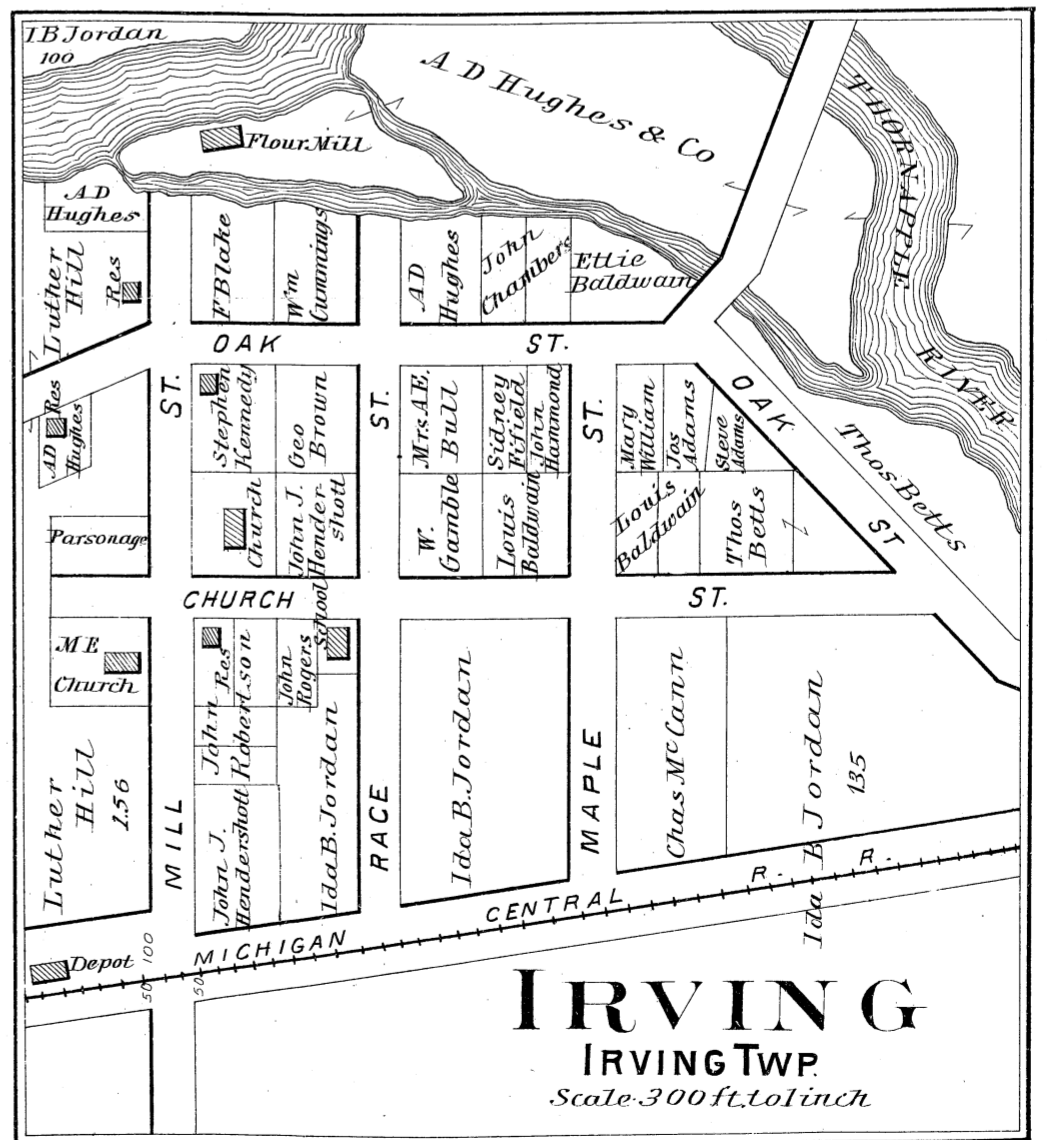 I B Jordan
100
A D Hughes & Co
THORNAPPLE
RIVER
Flour Mill
A D
Hughes
Luther
Hill
Res
F Blake
Wm
Cummings
A D
Hughes
John
Chambers
Ettie
Baldwain
OAK ST.
OAK ST
Thos Betts
A D
Hughes
Res
ST.
Stephen
Kennedy
Geo
Brown
ST.
Mrs. A E.
Bull
Sidney
Fifield
John
Hammond
ST.
Mary
William
Jos
Adams
Steve
Adams
Parsonage
Church
John J.
Hender-
shott
W.
Gamble
Louis
Baldwain
Louis
Baldwain
Thos
Betts
CHURCH ST.
M E
Church
Res
John
Robertson
John
Rogers
School
Luther
Hill
2.56
MILL
John J.
Hendershott
Ida B. Jordan
RACE
Ida B. Jordan
MAPLE
Chas McCann
Ida B Jordan
135
Depot
50 100
50
MICHIGAN CENTRAL R. R.
IRVING
IRVING TWP.
Scale 300 ft. to 1 inch